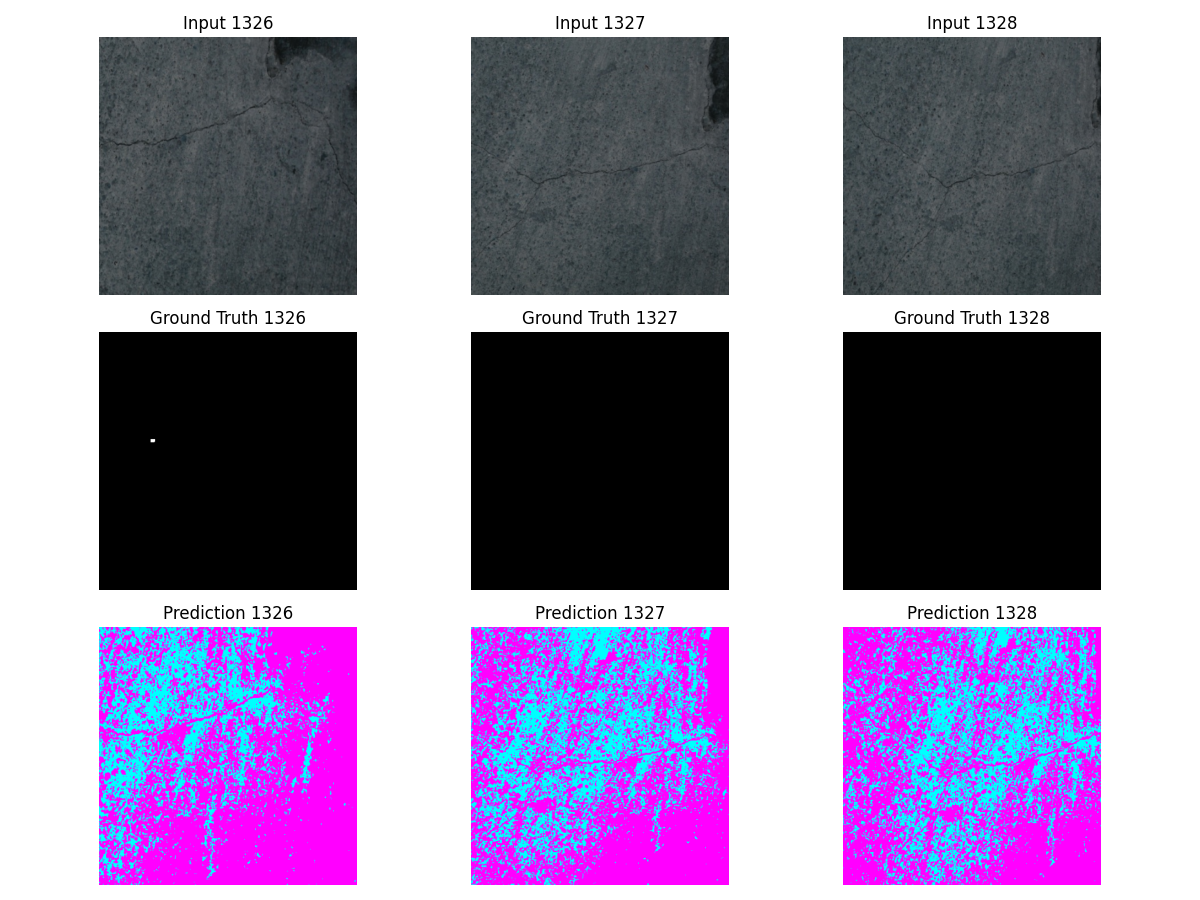 Input 1326
Input 1327
Input 1328
Ground Truth 1326
Ground Truth 1327
Ground Truth 1328
Prediction 1326
Prediction 1327
Prediction 1328